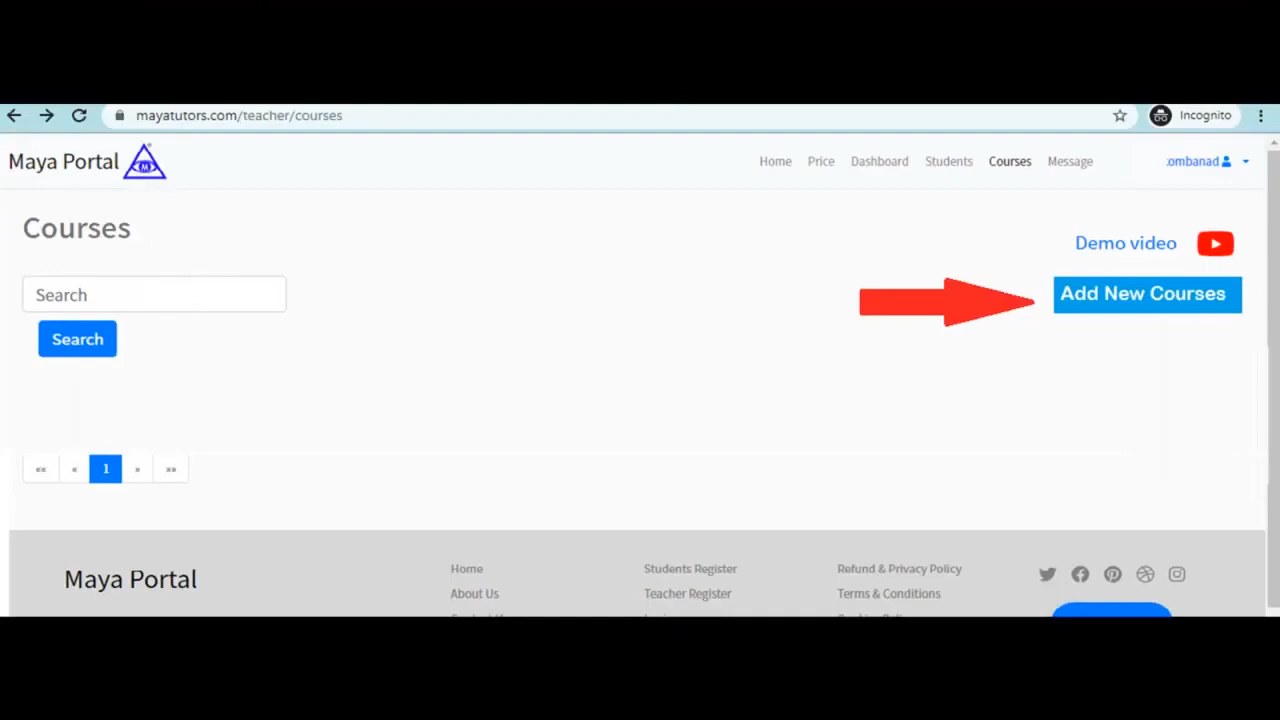 mayatutors.com/teacher/courses
Incognito
Maya Portal M
Home Price Dashboard Students Courses Message
ombanad
Courses
Demo video
Search
Add New Courses
Search
«« « 1 » »»
Maya Portal
Home Students Register Refund & Privacy Policy
About Us Teacher Register Terms & Conditions